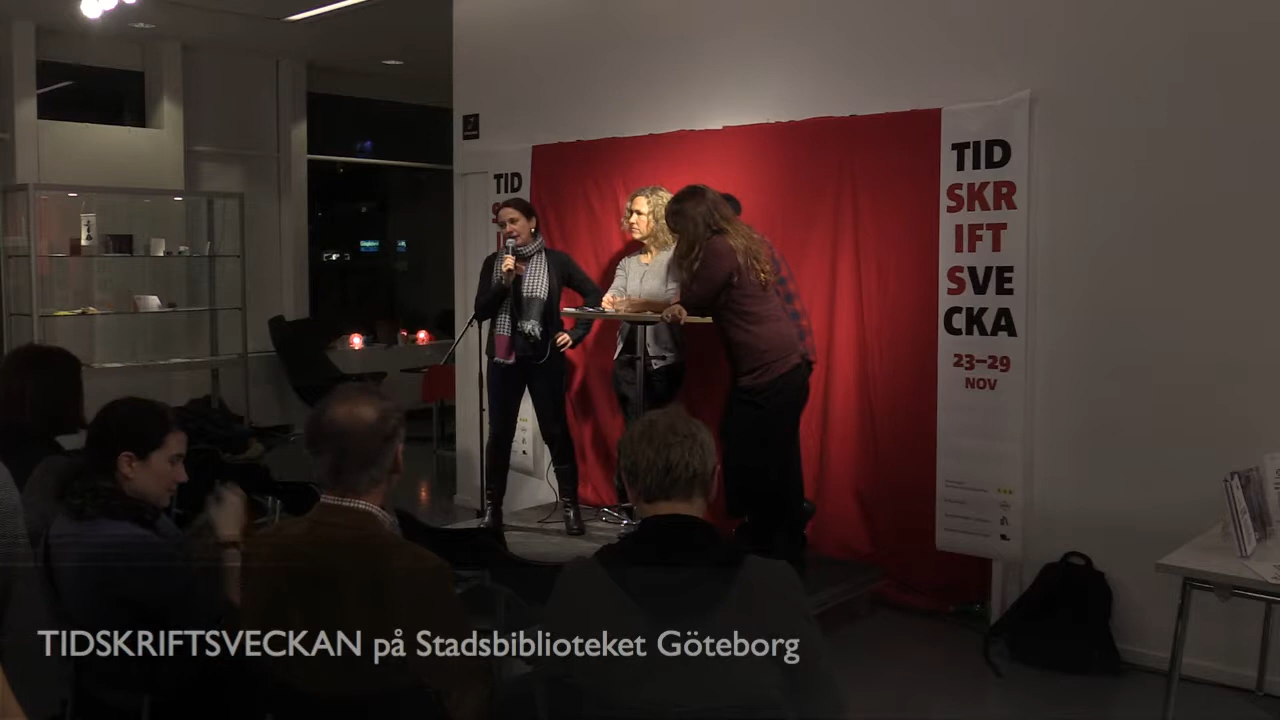 TID
TID
SKR
IFT
SVE
CKA
23–29
NOV
TIDSKRIFTSVECKAN på Stadsbiblioteket Göteborg